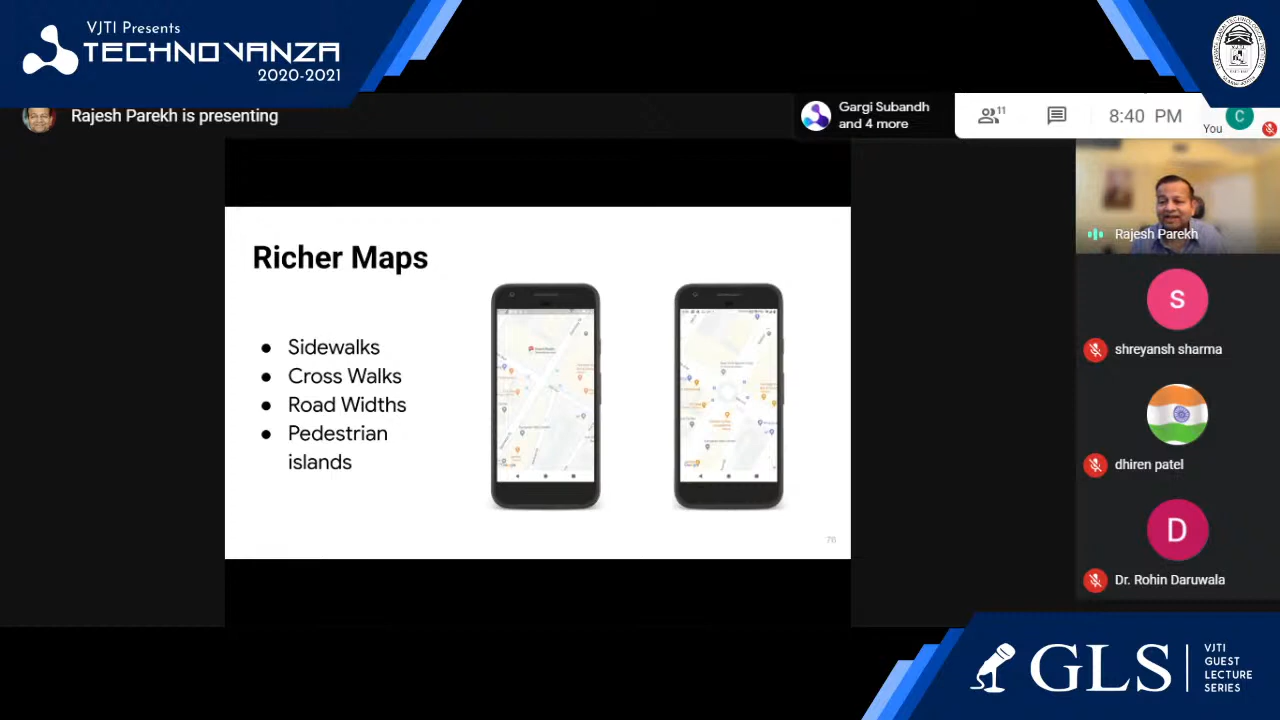 VJTI Presents
TECHNOVANZA
2020-2021
Rajesh Parekh is presenting
Gargi Subandh
and 4 more
11
8:40 PM
You
C
Richer Maps
● Sidewalks
● Cross Walks
● Road Widths
● Pedestrian
islands
76
Rajesh Parekh
S
shreyansh sharma
dhiren patel
D
Dr. Rohin Daruwala
GLS
VJTI
GUEST
LECTURE
SERIES